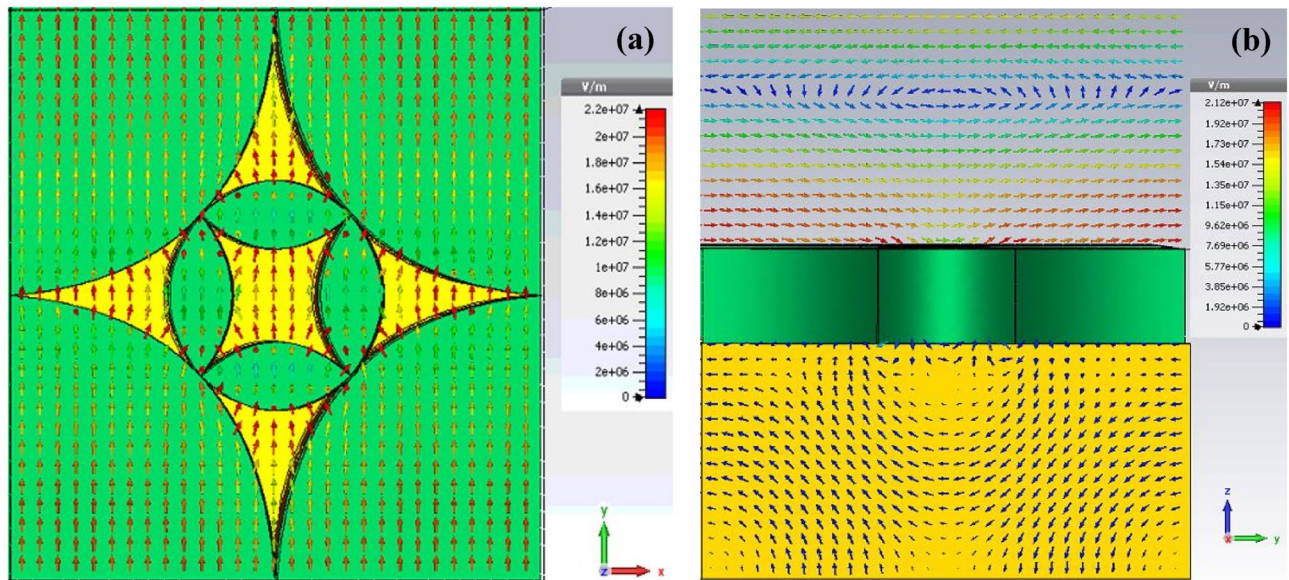 (a)
V/m
2.2e+07
2e+07
1.8e+07
1.6e+07
1.4e+07
1.2e+07
1e+07
8e+06
6e+06
4e+06
2e+06
0
y
z
x
(b)
V/m
2.12e+07
1.92e+07
1.73e+07
1.54e+07
1.35e+07
1.15e+07
9.62e+06
7.69e+06
5.77e+06
3.85e+06
1.92e+06
0
z
x
y